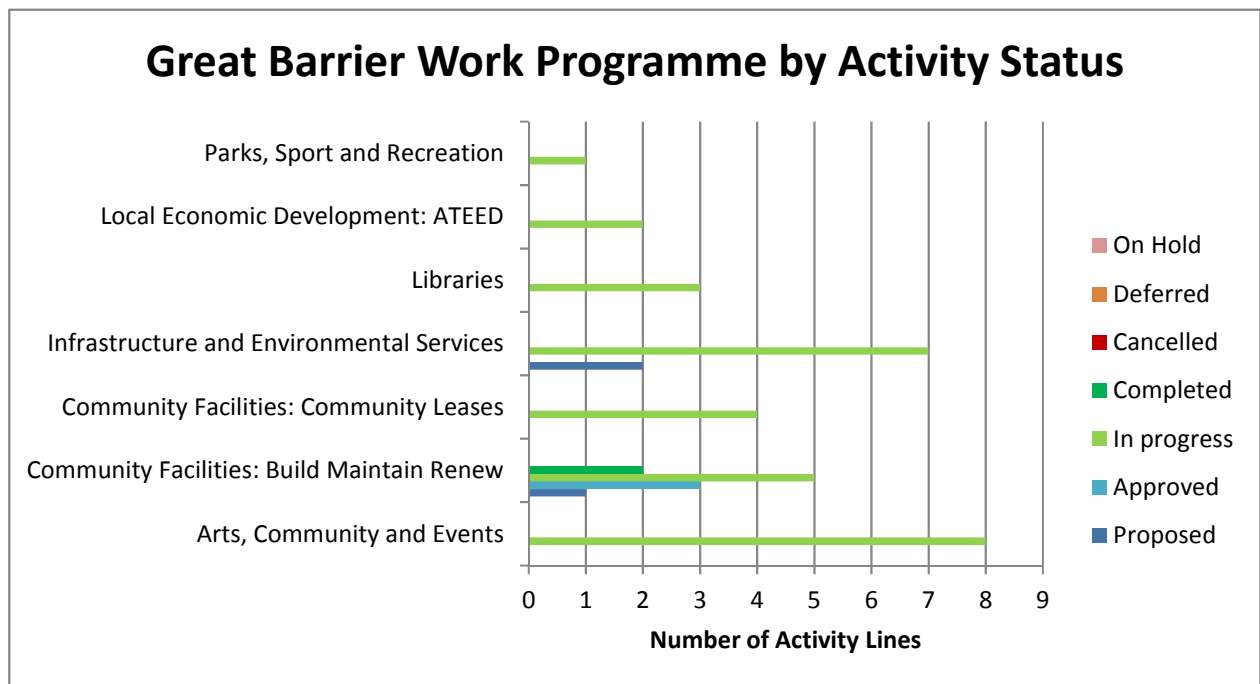 Great Barrier Work Programme by Activity Status
Parks, Sport and Recreation
Local Economic Development: ATEED
Libraries
Infrastructure and Environmental Services
Community Facilities: Community Leases
Community Facilities: Build Maintain Renew
Arts, Community and Events
0 1 2 3 4 5 6 7 8 9
Number of Activity Lines
On Hold
Deferred
Cancelled
Completed
In progress
Approved
Proposed